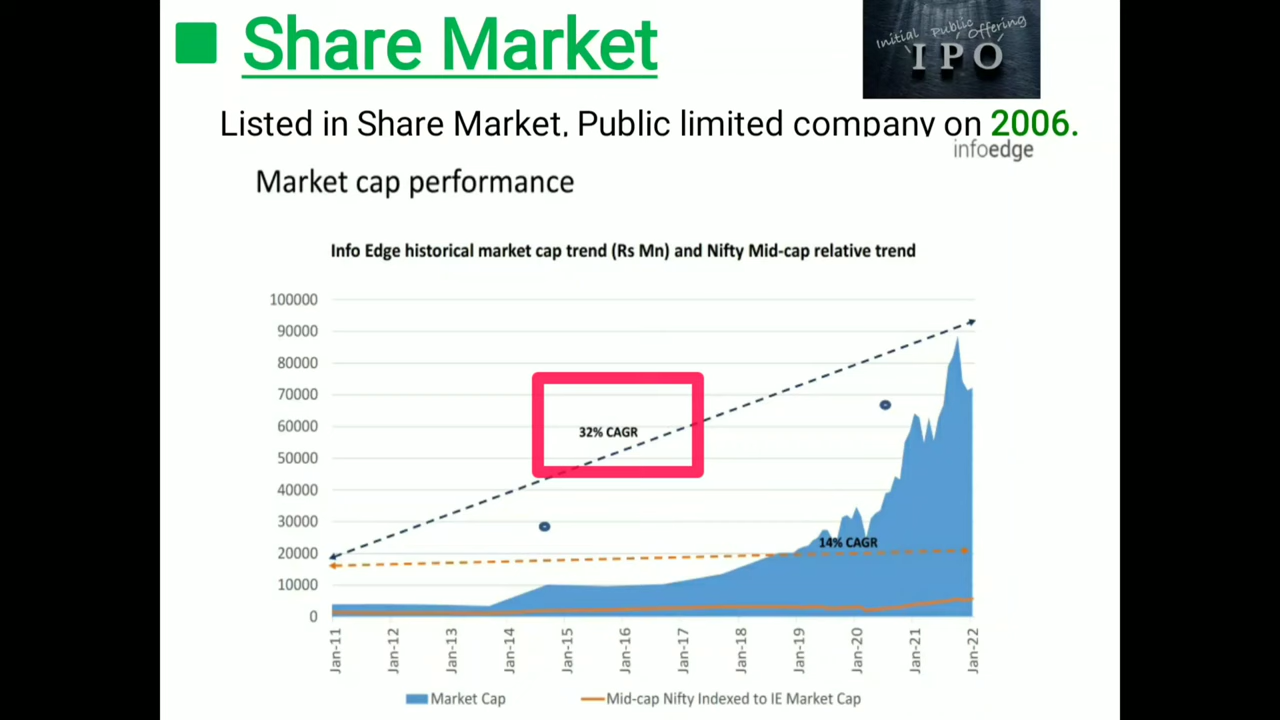 Share Market
Initial Public Offering
IPO
Listed in Share Market, Public limited company on 2006.
infoedge
Market cap performance
Info Edge historical market cap trend (Rs Mn) and Nifty Mid-cap relative trend
100000
90000
80000
70000
60000
50000
40000
30000
20000
10000
0
32% CAGR
14% CAGR
Jan-11
Jan-12
Jan-13
Jan-14
Jan-15
Jan-16
Jan-17
Jan-18
Jan-19
Jan-20
Jan-21
Jan-22
Market Cap
Mid-cap Nifty Indexed to IE Market Cap